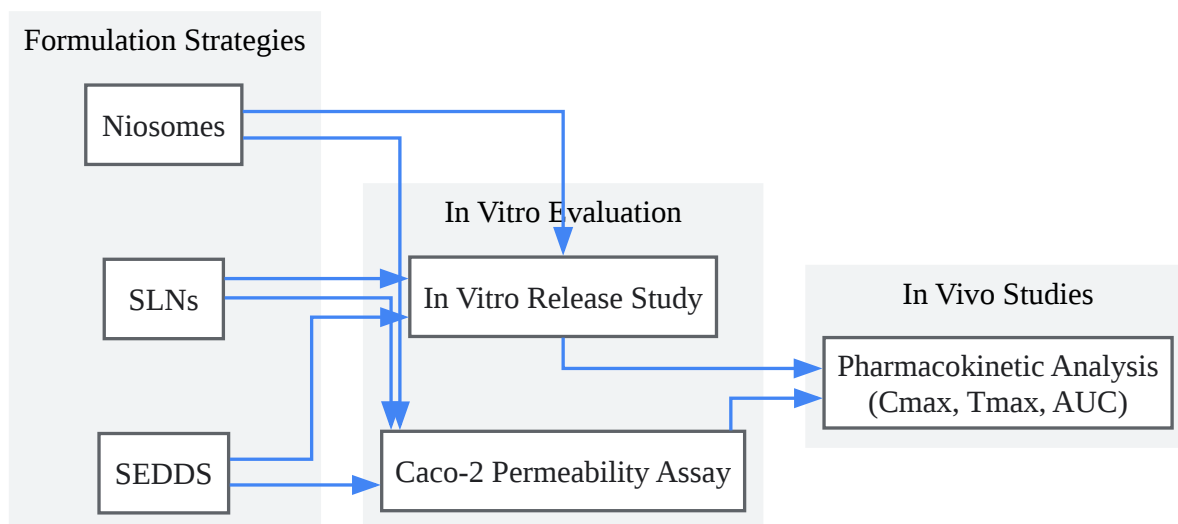 Formulation Strategies
Niosomes
SLNs
SEDDS
In Vitro Evaluation
In Vitro Release Study
Caco-2 Permeability Assay
In Vivo Studies
Pharmacokinetic Analysis
(Cmax, Tmax, AUC)